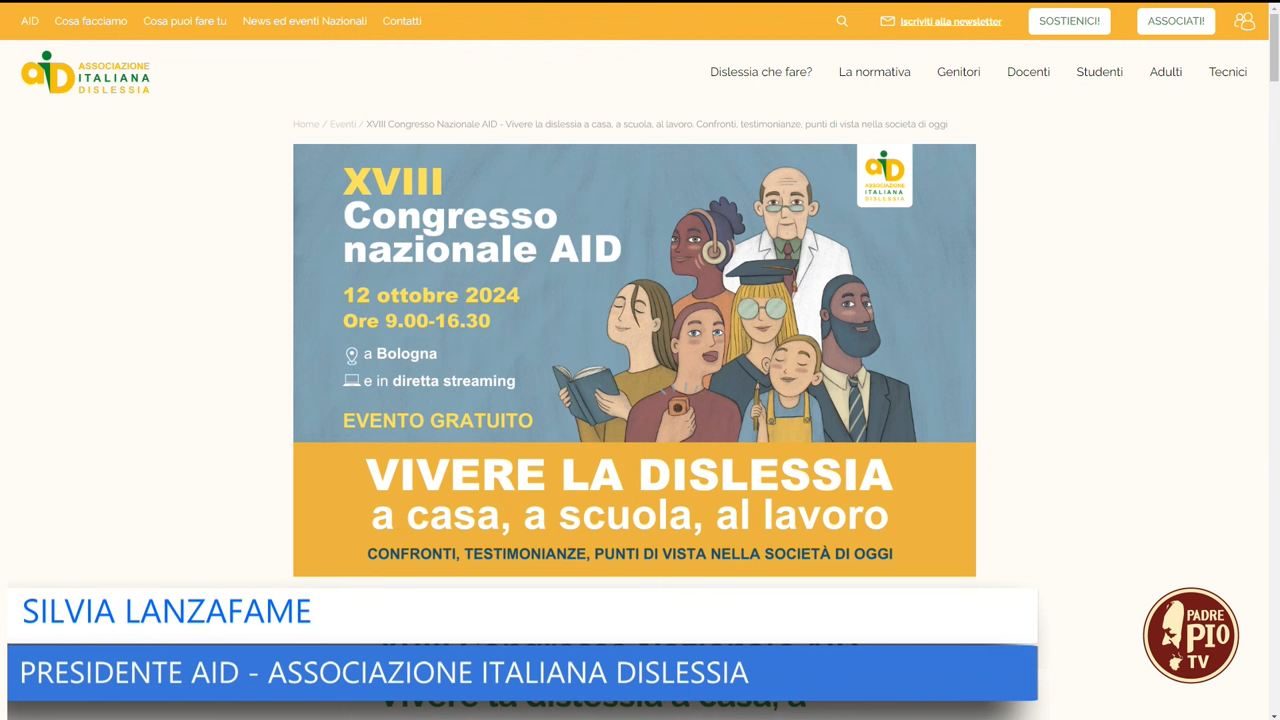 AID Cosa facciamo Cosa puoi fare tu News ed eventi Nazionali Contatti iscriviti alla newsletter SOSTIENICI! ASSOCIATI!
aiD ASSOCIAZIONE ITALIANA DISLESSIA
Dislessia che fare? La normativa Genitori Docenti Studenti Adulti Tecnici
Home / Eventi / XVIII Congresso Nazionale AID - Vivere la dislessia a casa, a scuola, al lavoro. Confronti, testimonianze, punti di vista nella società di oggi
aiD
ASSOCIAZIONE
ITALIANA
DISLESSIA
XVIII
Congresso
nazionale AID
12 ottobre 2024
Ore 9.00-16.30
a Bologna
e in diretta streaming
EVENTO GRATUITO
VIVERE LA DISLESSIA
a casa, a scuola, al lavoro
CONFRONTI, TESTIMONIANZE, PUNTI DI VISTA NELLA SOCIETÀ DI OGGI
SILVIA LANZAFAME
PRESIDENTE AID - ASSOCIAZIONE ITALIANA DISLESSIA
PADRE
PIO
TV